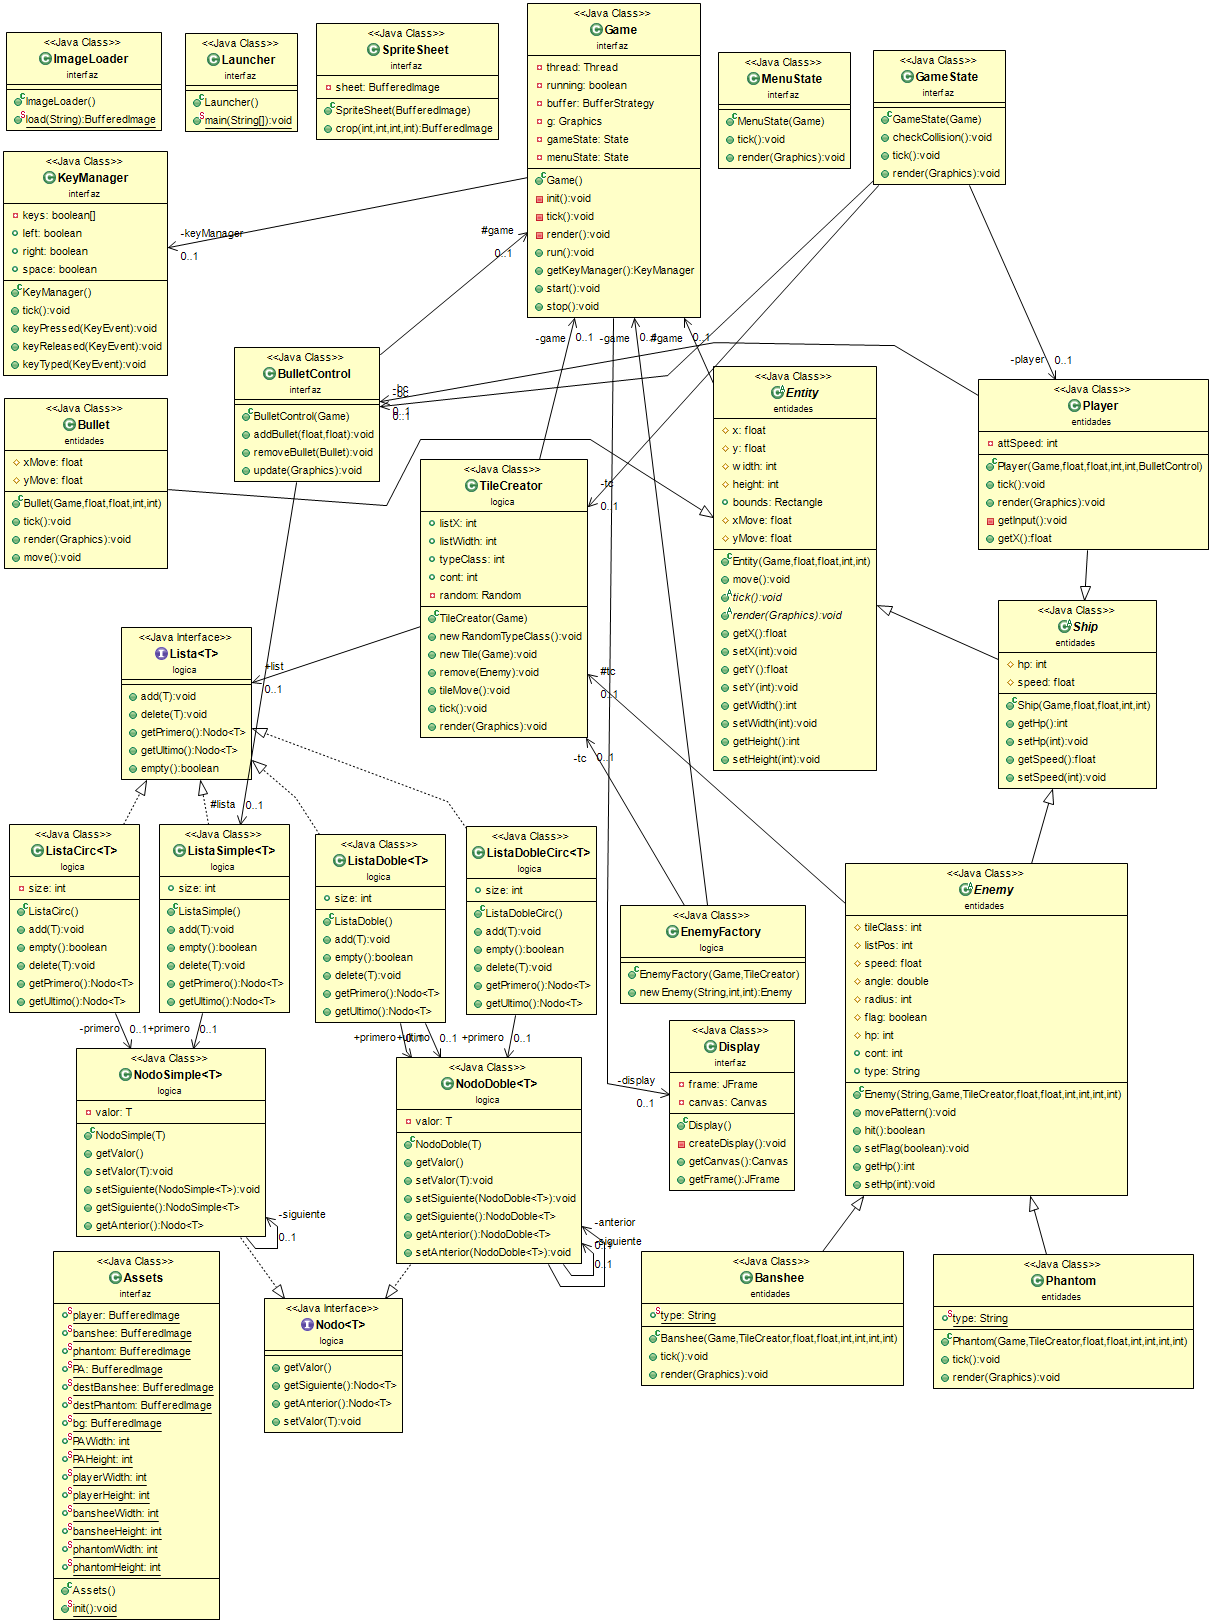 <<Java Class>>
ImageLoader
interfaz
ImageLoader()
load(String):BufferedImage
<<Java Class>>
Launcher
interfaz
Launcher()
main(String[]):void
<<Java Class>>
SpriteSheet
interfaz
sheet: BufferedImage
SpriteSheet(BufferedImage)
crop(int,int,int,int):BufferedImage
<<Java Class>>
Game
interfaz
thread: Thread
running: boolean
buffer: BufferStrategy
g: Graphics
gameState: State
menuState: State
Game()
init():void
tick():void
render():void
run():void
getKeyManager():KeyManager
start():void
stop():void
<<Java Class>>
MenuState
interfaz
MenuState(Game)
tick():void
render(Graphics):void
<<Java Class>>
GameState
interfaz
GameState(Game)
checkCollision():void
tick():void
render(Graphics):void
<<Java Class>>
KeyManager
interfaz
keys: boolean[]
left: boolean
right: boolean
space: boolean
KeyManager()
tick():void
keyPressed(KeyEvent):void
keyReleased(KeyEvent):void
keyTyped(KeyEvent):void
-keyManager
0..1
#game
0..1
-game
0..1
-game
0..1
#game
0..1
-player
0..1
<<Java Class>>
BulletControl
interfaz
BulletControl(Game)
addBullet(float,float):void
removeBullet(Bullet):void
update(Graphics):void
-bc
-bc
0..1
0..1
<<Java Class>>
Bullet
entidades
xMove: float
yMove: float
Bullet(Game,float,float,int,int)
tick():void
render(Graphics):void
move():void
<<Java Class>>
Entity
entidades
x: float
y: float
width: int
height: int
bounds: Rectangle
xMove: float
yMove: float
Entity(Game,float,float,int,int)
move():void
tick():void
render(Graphics):void
getX():float
setX(int):void
getY():float
setY(int):void
getWidth():int
setWidth(int):void
getHeight():int
setHeight(int):void
<<Java Class>>
Player
entidades
attSpeed: int
Player(Game,float,float,int,int,BulletControl)
tick():void
render(Graphics):void
getInput():void
getX():float
<<Java Class>>
TileCreator
logica
listX: int
listWidth: int
typeClass: int
cont: int
random: Random
TileCreator(Game)
newRandomTypeClass():void
newTile(Game):void
remove(Enemy):void
tileMove():void
tick():void
render(Graphics):void
-tc
0..1
#tc
0..1
-tc
0..1
<<Java Class>>
Ship
entidades
hp: int
speed: float
Ship(Game,float,float,int,int)
getHp():int
setHp(int):void
getSpeed():float
setSpeed(int):void
<<Java Interface>>
Lista<T>
logica
add(T):void
delete(T):void
getPrimero():Nodo<T>
getUltimo():Nodo<T>
empty():boolean
+list
0..1
#lista
0..1
<<Java Class>>
ListaCirc<T>
logica
size: int
ListaCirc()
add(T):void
empty():boolean
delete(T):void
getPrimero():Nodo<T>
getUltimo():Nodo<T>
<<Java Class>>
ListaSimple<T>
logica
size: int
ListaSimple()
add(T):void
empty():boolean
delete(T):void
getPrimero():Nodo<T>
getUltimo():Nodo<T>
<<Java Class>>
ListaDoble<T>
logica
size: int
ListaDoble()
add(T):void
empty():boolean
delete(T):void
getPrimero():Nodo<T>
getUltimo():Nodo<T>
<<Java Class>>
ListaDobleCirc<T>
logica
size: int
ListaDobleCirc()
add(T):void
empty():boolean
delete(T):void
getPrimero():Nodo<T>
getUltimo():Nodo<T>
<<Java Class>>
EnemyFactory
logica
EnemyFactory(Game,TileCreator)
newEnemy(String,int,int):Enemy
<<Java Class>>
Enemy
entidades
tileClass: int
listPos: int
speed: float
angle: double
radius: int
flag: boolean
hp: int
cont: int
type: String
Enemy(String,Game,TileCreator,float,float,int,int,int,int)
movePattern():void
hit():boolean
setFlag(boolean):void
getHp():int
setHp(int):void
-primero
0..1
+primero
0..1
+primero
0..1
+ultimo
0..1
+primero
0..1
<<Java Class>>
NodoSimple<T>
logica
valor: T
NodoSimple(T)
getValor()
setValor(T):void
setSiguiente(NodoSimple<T>):void
getSiguiente():NodoSimple<T>
getAnterior():Nodo<T>
-siguiente
0..1
<<Java Class>>
NodoDoble<T>
logica
valor: T
NodoDoble(T)
getValor()
setValor(T):void
setSiguiente(NodoDoble<T>):void
getSiguiente():NodoDoble<T>
getAnterior():NodoDoble<T>
setAnterior(NodoDoble<T>):void
-anterior
0..1
-siguiente
0..1
<<Java Class>>
Display
interfaz
frame: JFrame
canvas: Canvas
Display()
createDisplay():void
getCanvas():Canvas
getFrame():JFrame
-display
0..1
<<Java Class>>
Assets
interfaz
player: BufferedImage
banshee: BufferedImage
phantom: BufferedImage
PA: BufferedImage
destBanshee: BufferedImage
destPhantom: BufferedImage
bg: BufferedImage
PAWidth: int
PAHeight: int
playerWidth: int
playerHeight: int
bansheeWidth: int
bansheeHeight: int
phantomWidth: int
phantomHeight: int
Assets()
init():void
<<Java Interface>>
Nodo<T>
logica
getValor()
getSiguiente():Nodo<T>
getAnterior():Nodo<T>
setValor(T):void
<<Java Class>>
Banshee
entidades
type: String
Banshee(Game,TileCreator,float,float,int,int,int,int)
tick():void
render(Graphics):void
<<Java Class>>
Phantom
entidades
type: String
Phantom(Game,TileCreator,float,float,int,int,int,int)
tick():void
render(Graphics):void